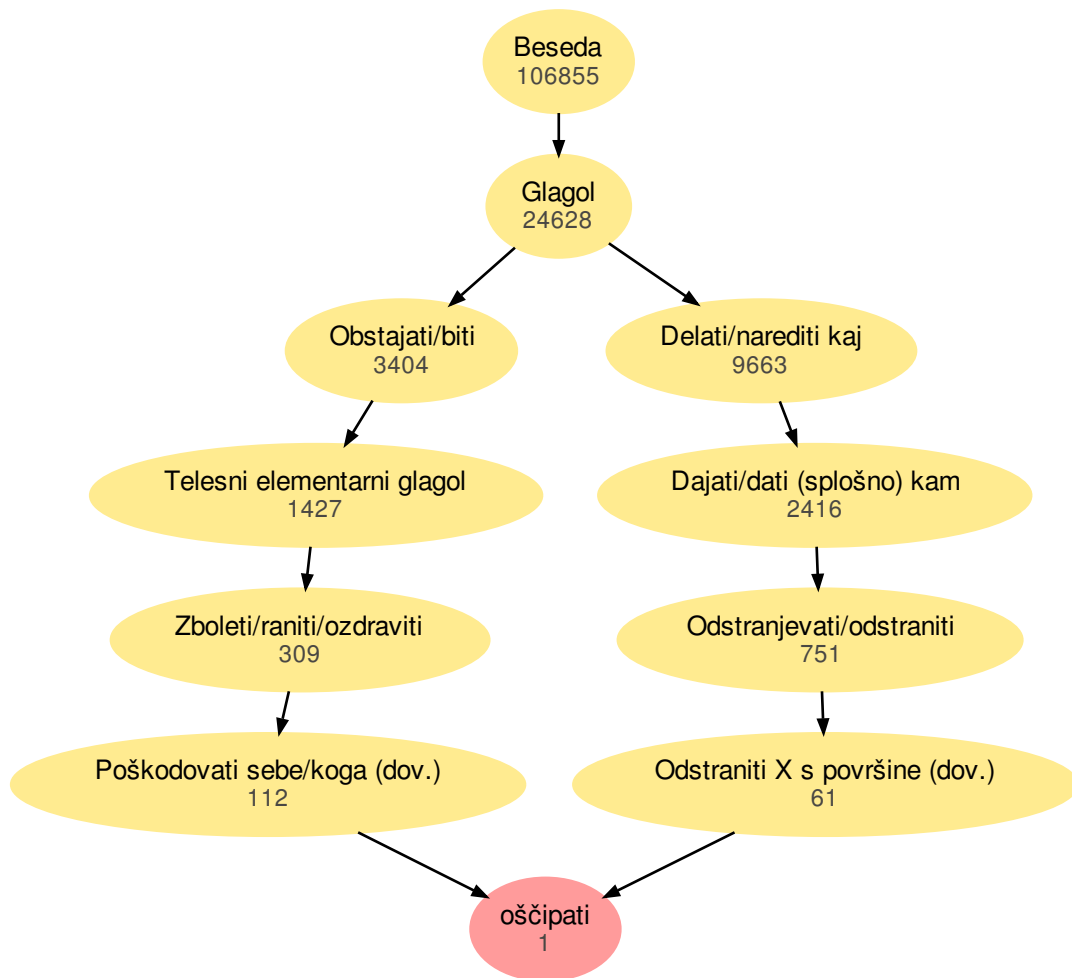 Beseda
106855
Glagol
24628
Obstajati/biti
3404
Delati/narediti kaj
9663
Telesni elementarni glagol
1427
Dajati/dati (splošno) kam
2416
Zboleti/raniti/ozdraviti
309
Odstranjevati/odstraniti
751
Poškodovati sebe/koga (dov.)
112
Odstraniti X s površine (dov.)
61
oščipati
1